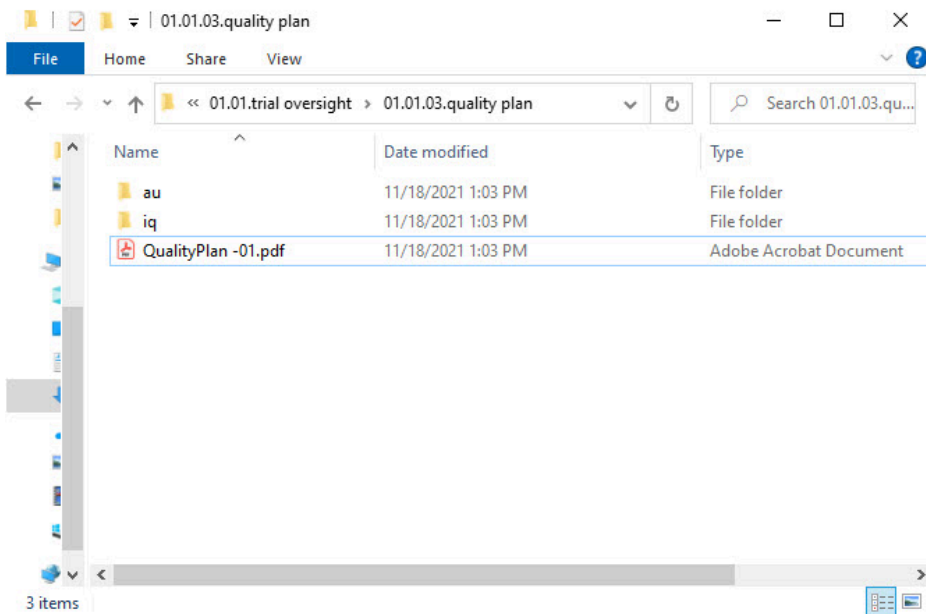 01.01.03.quality plan
File Home Share View ?
« 01.01.trial oversight > 01.01.03.quality plan Search 01.01.03.qu...
Name Date modified Type
au 11/18/2021 1:03 PM File folder
iq 11/18/2021 1:03 PM File folder
QualityPlan -01.pdf 11/18/2021 1:03 PM Adobe Acrobat Document
3 items